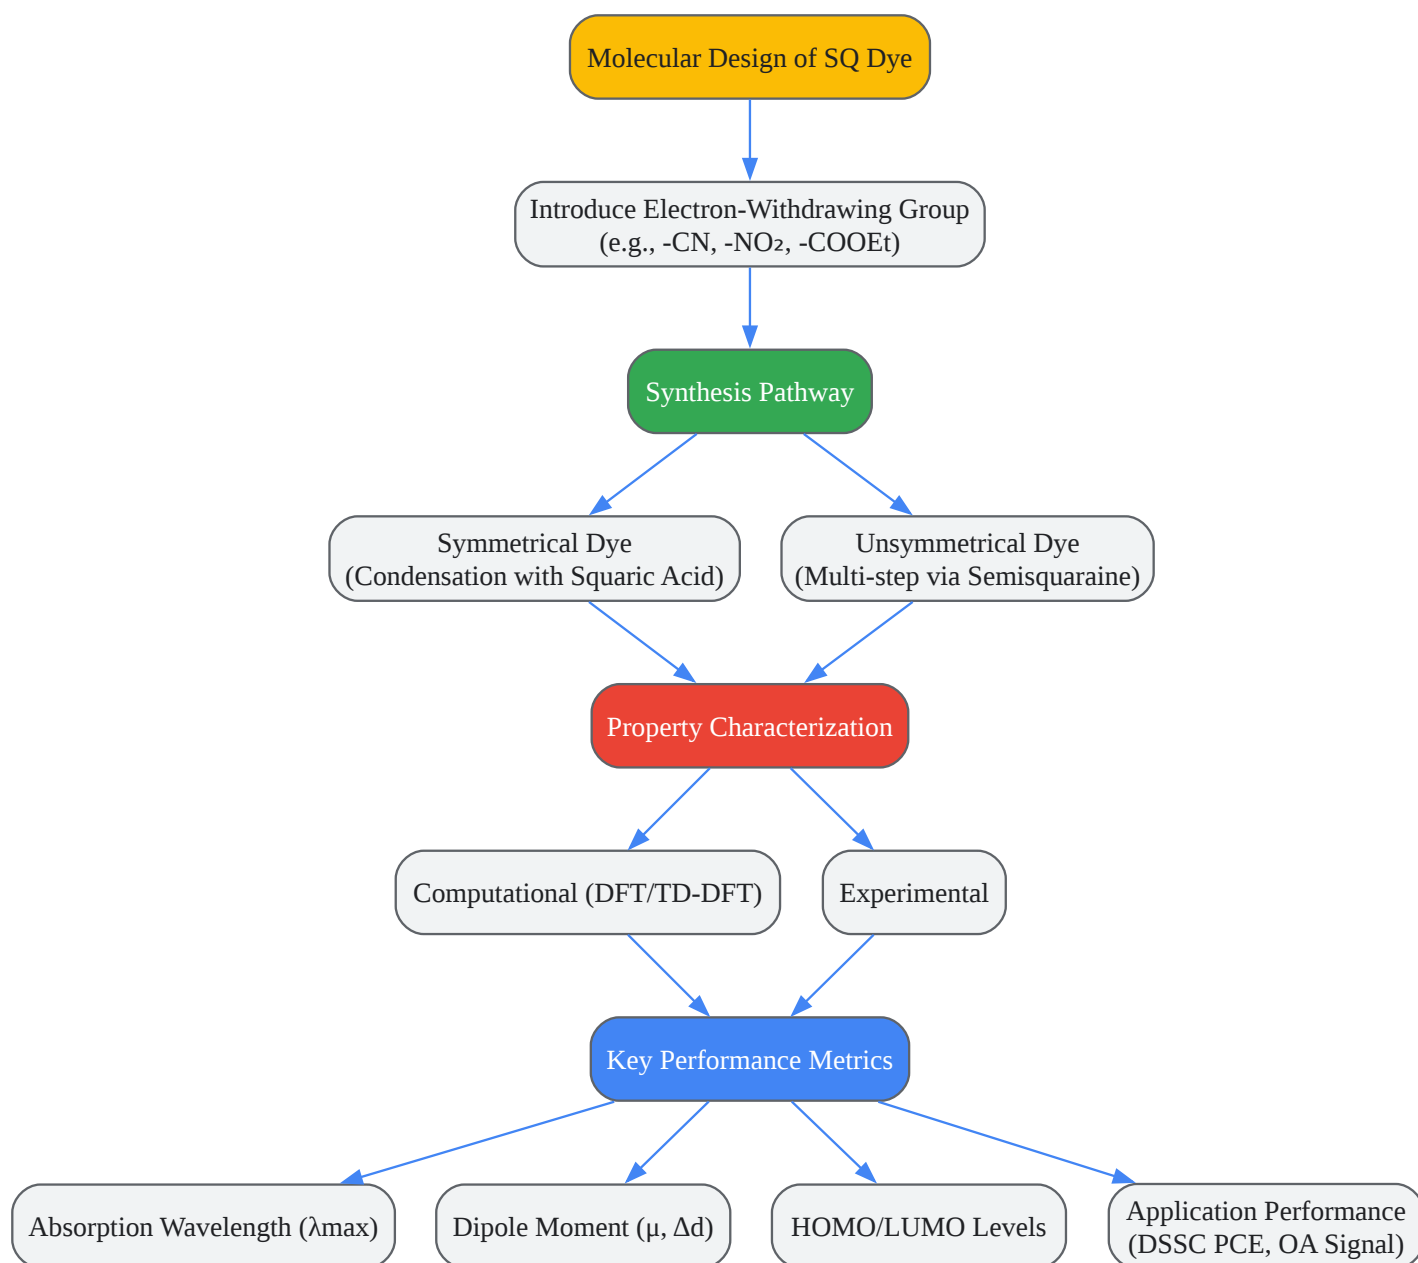 Molecular Design of SQ Dye
Introduce Electron-Withdrawing Group
(e.g., -CN, -NO₂, -COOEt)
Synthesis Pathway
Symmetrical Dye
(Condensation with Squaric Acid)
Unsymmetrical Dye
(Multi-step via Semisquaraine)
Property Characterization
Computational (DFT/TD-DFT)
Experimental
Key Performance Metrics
Absorption Wavelength (λmax)
Dipole Moment (μ, Δd)
HOMO/LUMO Levels
Application Performance
(DSSC PCE, OA Signal)